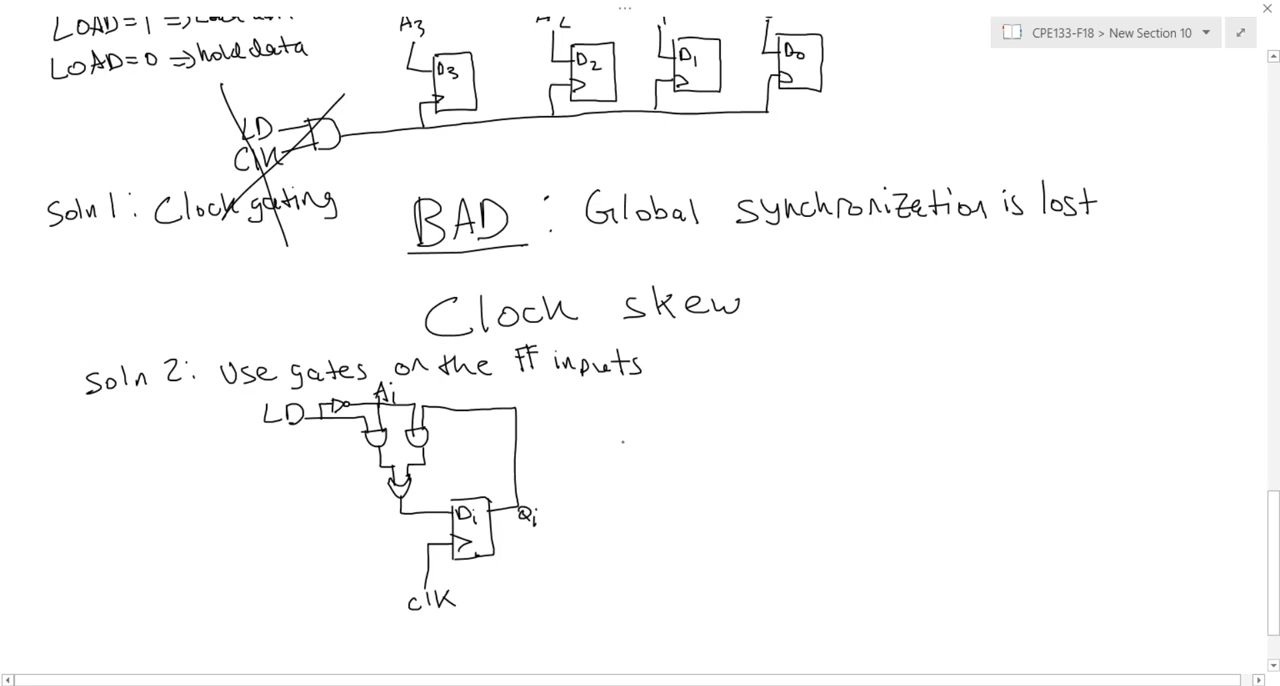 LOAD=1 ⇒
LOAD=0 ⇒ hold data
A3
D3
D2
D1
D0
CPE133-F18 > New Section 10
LD
CLK
Soln 1: Clock gating
BAD: Global synchronization is lost
Clock skew
Soln 2: Use gates on the FF inputs
Ai
LD
Di
Qi
clk